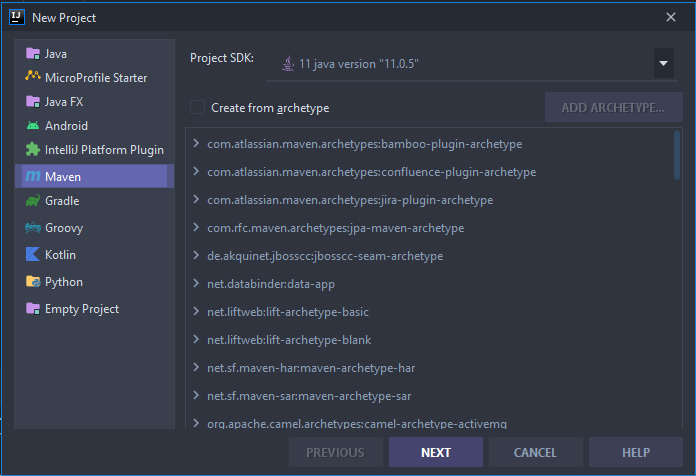 IJ New Project
Java
MicroProfile Starter
Java FX
Android
IntelliJ Platform Plugin
Maven
Gradle
Groovy
Kotlin
Python
Empty Project
Project SDK:
11 java version "11.0.5"
Create from archetype
ADD ARCHETYPE...
com.atlassian.maven.archetypes:bamboo-plugin-archetype
com.atlassian.maven.archetypes:confluence-plugin-archetype
com.atlassian.maven.archetypes:jira-plugin-archetype
com.rfc.maven.archetypes:jpa-maven-archetype
de.akquinet.jbosscc:jbosscc-seam-archetype
net.databinder:data-app
net.liftweb:lift-archetype-basic
net.liftweb:lift-archetype-blank
net.sf.maven-har:maven-archetype-har
net.sf.maven-sar:maven-archetype-sar
org.apache.camel.archetypes:camel-archetype-activemq
PREVIOUS
NEXT
CANCEL
HELP